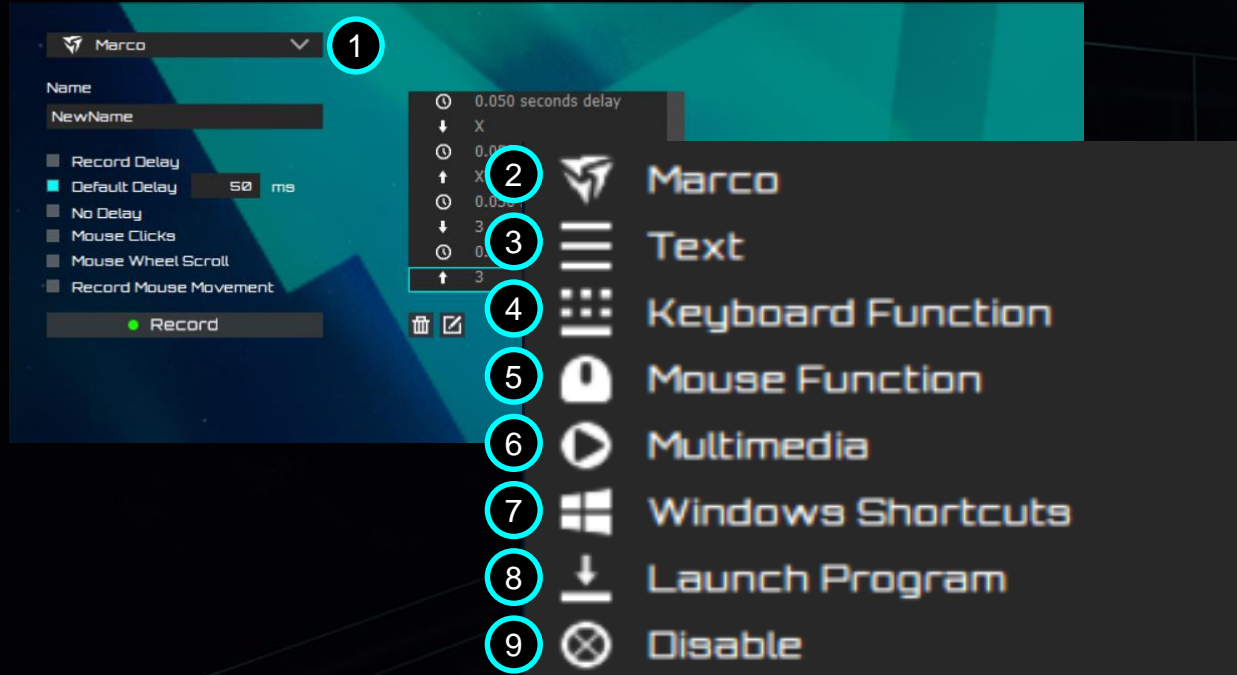 Marco
1
Name
NewName
Record Delay
Default Delay 50 ms
No Delay
Mouse Clicks
Mouse Wheel Scroll
Record Mouse Movement
Record
0.050 seconds delay
X
X
3
3
2 Marco
3 Text
4 Keyboard Function
5 Mouse Function
6 Multimedia
7 Windows Shortcuts
8 Launch Program
9 Disable